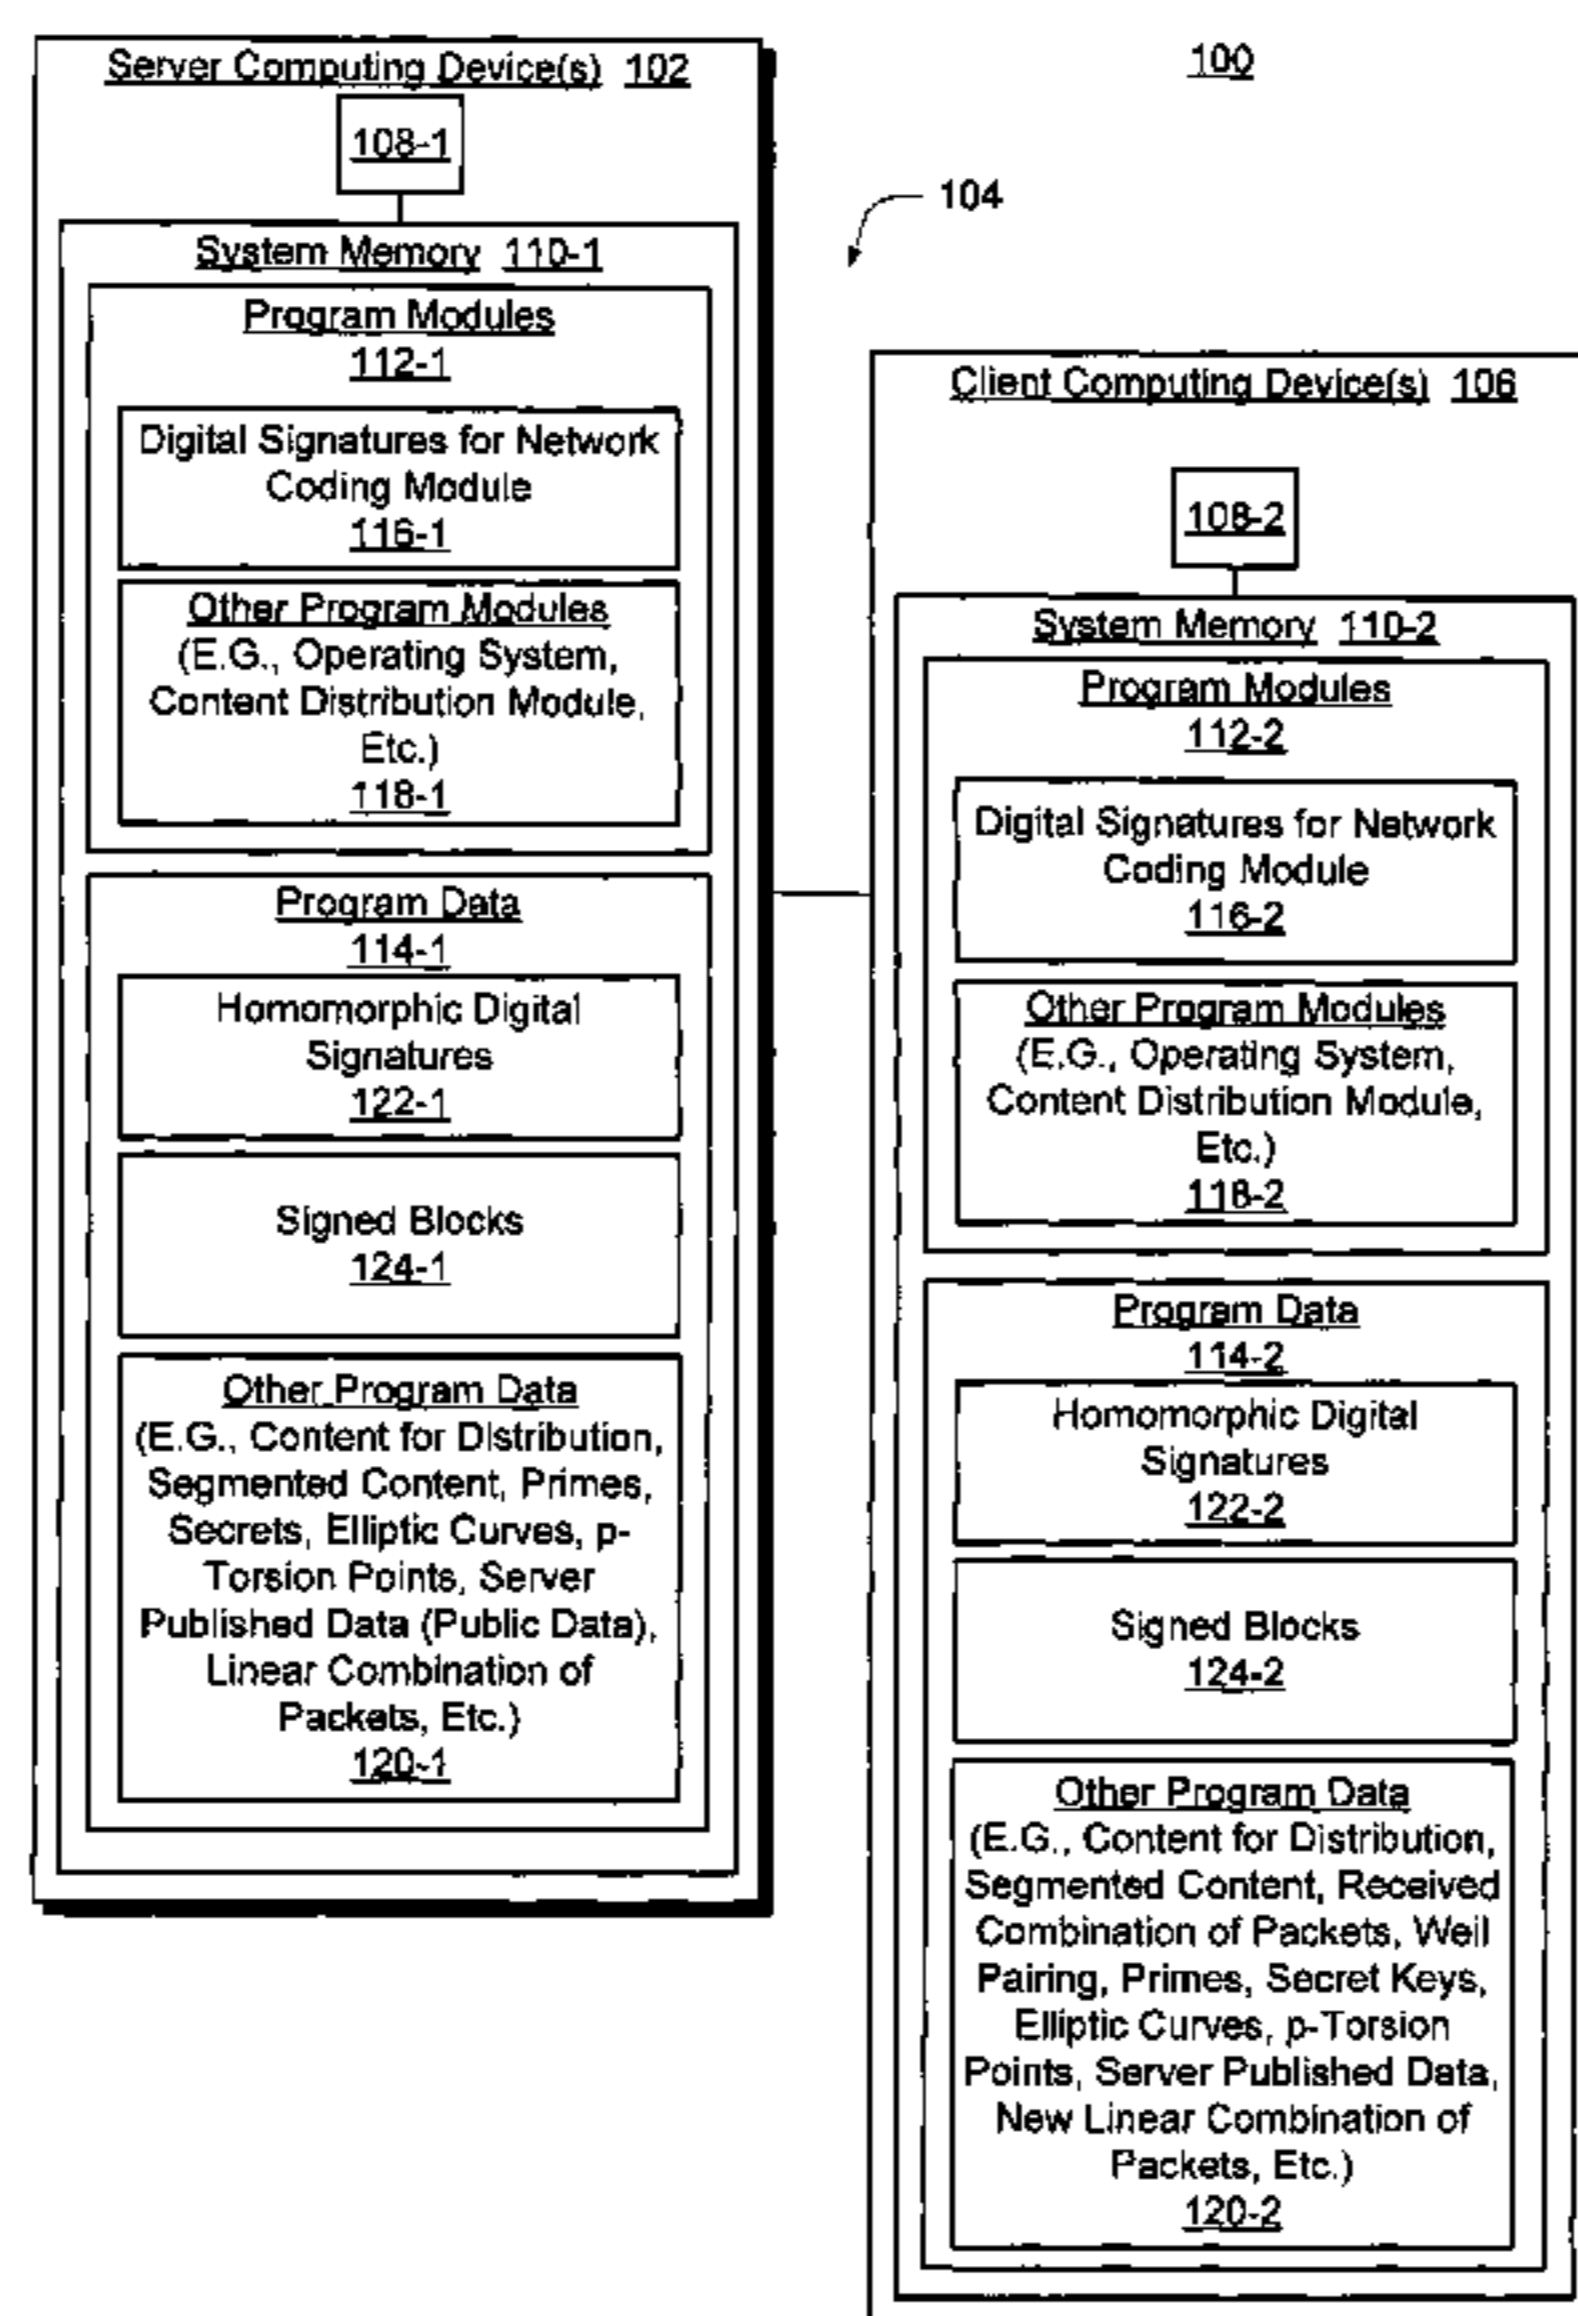 100
Server Computing Device(s) 102
108-1
104
System Memory 110-1
Program Modules
112-1
Digital Signatures for Network
Coding Module
116-1
Other Program Modules
(E.G., Operating System,
Content Distribution Module,
Etc.)
118-1
Program Data
114-1
Homomorphic Digital
Signatures
122-1
Signed Blocks
124-1
Other Program Data
(E.G., Content for Distribution,
Segmented Content, Primes,
Secrets, Elliptic Curves, p-
Torsion Points, Server
Published Data (Public Data),
Linear Combination of
Packets, Etc.)
120-1
Client Computing Device(s) 106
108-2
System Memory 110-2
Program Modules
112-2
Digital Signatures for Network
Coding Module
116-2
Other Program Modules
(E.G., Operating System,
Content Distribution Module,
Etc.)
118-2
Program Data
114-2
Homomorphic Digital
Signatures
122-2
Signed Blocks
124-2
Other Program Data
(E.G., Content for Distribution,
Segmented Content, Received
Combination of Packets, Weil
Pairing, Primes, Secret Keys,
Elliptic Curves, p-Torsion
Points, Server Published Data,
New Linear Combination of
Packets, Etc.)
120-2